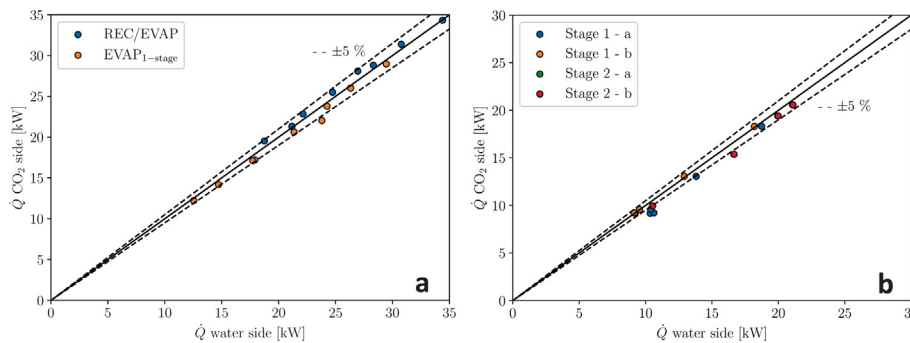 35
30
25
20
15
10
5
0
Q̇ CO₂ side [kW]
REC/EVAP
EVAP₁₋stage
-- ±5 %
a
0 5 10 15 20 25 30 35
Q̇ water side [kW]
30
25
20
15
10
5
0
Q̇ CO₂ side [kW]
Stage 1 - a
Stage 1 - b
Stage 2 - a
Stage 2 - b
-- ±5 %
b
0 5 10 15 20 25 30
Q̇ water side [kW]